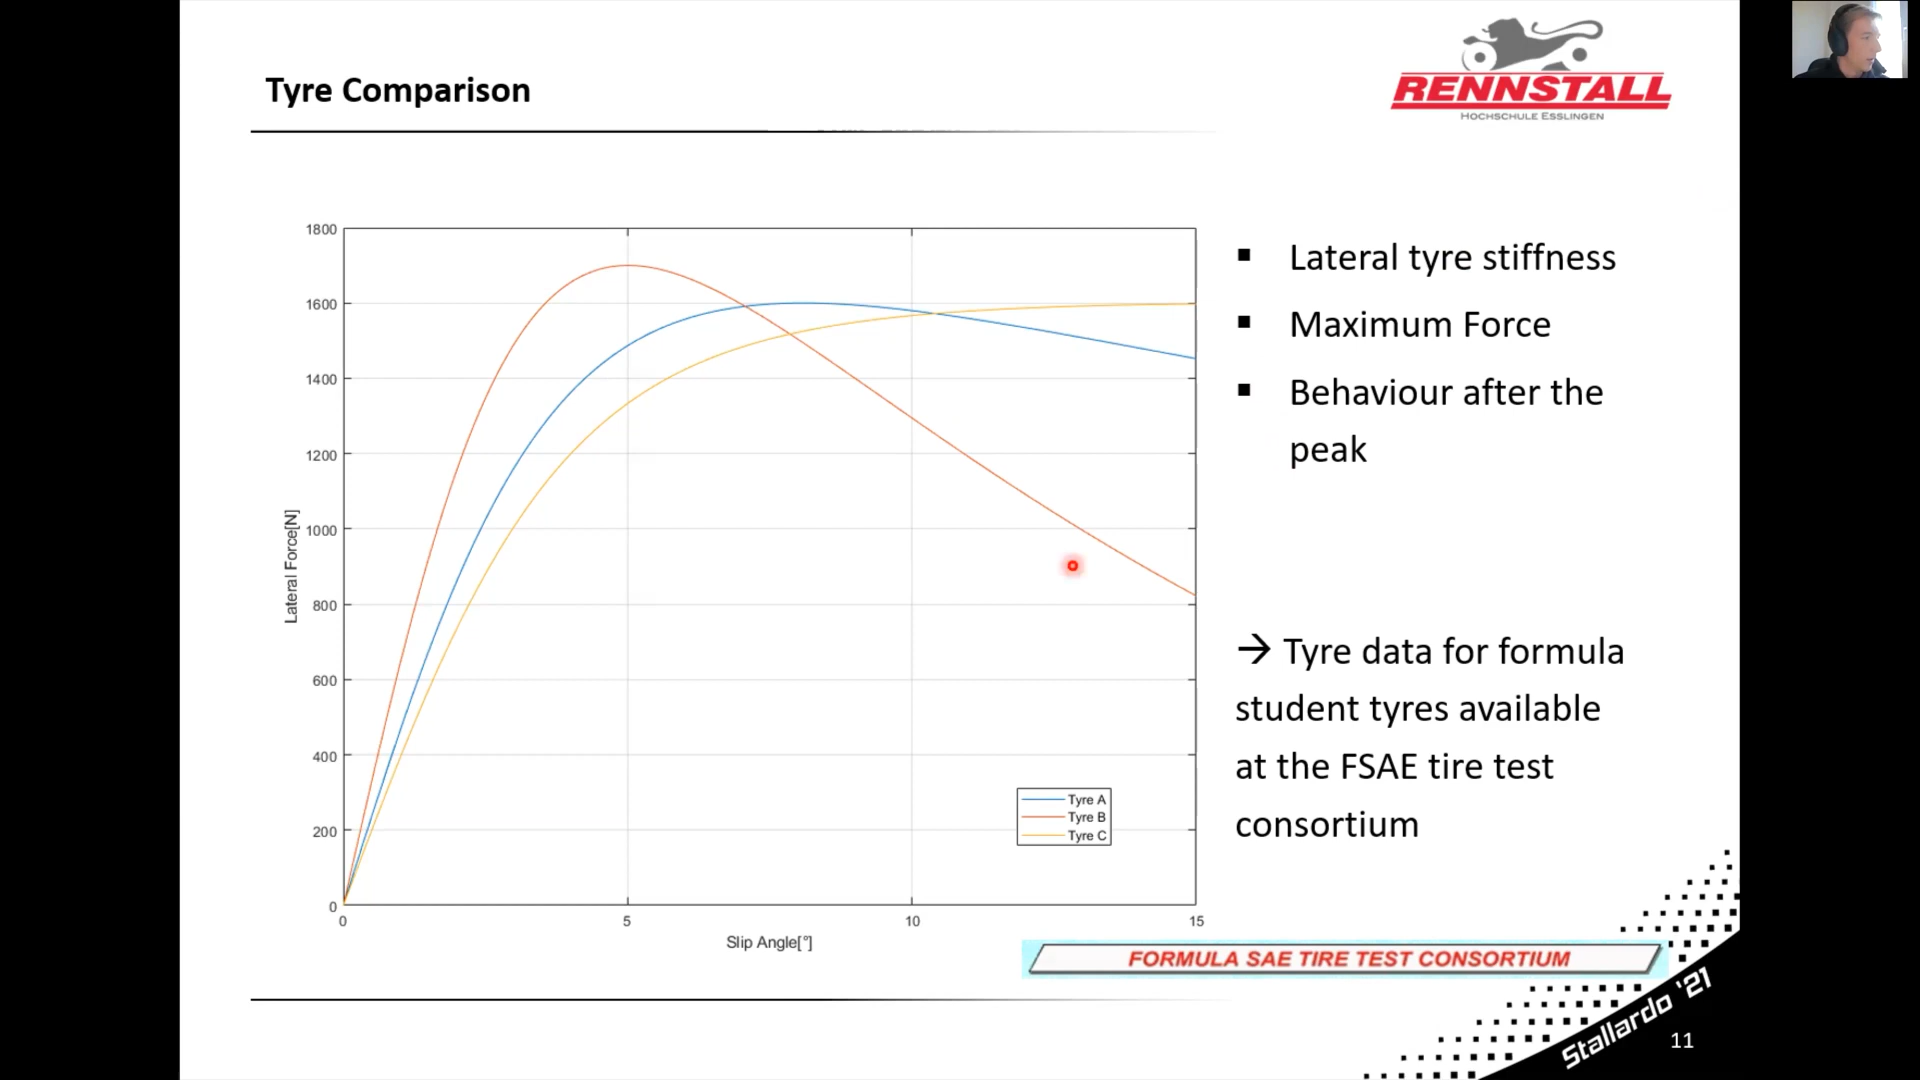 Tyre Comparison
RENNSTALL
HOCHSCHULE ESSLINGEN
1800
1600
1400
1200
1000
800
600
400
200
0
Lateral Force[N]
0
5
10
15
Slip Angle[°]
Tyre A
Tyre B
Tyre C
▪ Lateral tyre stiffness
▪ Maximum Force
▪ Behaviour after the
peak
→ Tyre data for formula
student tyres available
at the FSAE tire test
consortium
FORMULA SAE TIRE TEST CONSORTIUM
Stallardo '21
11